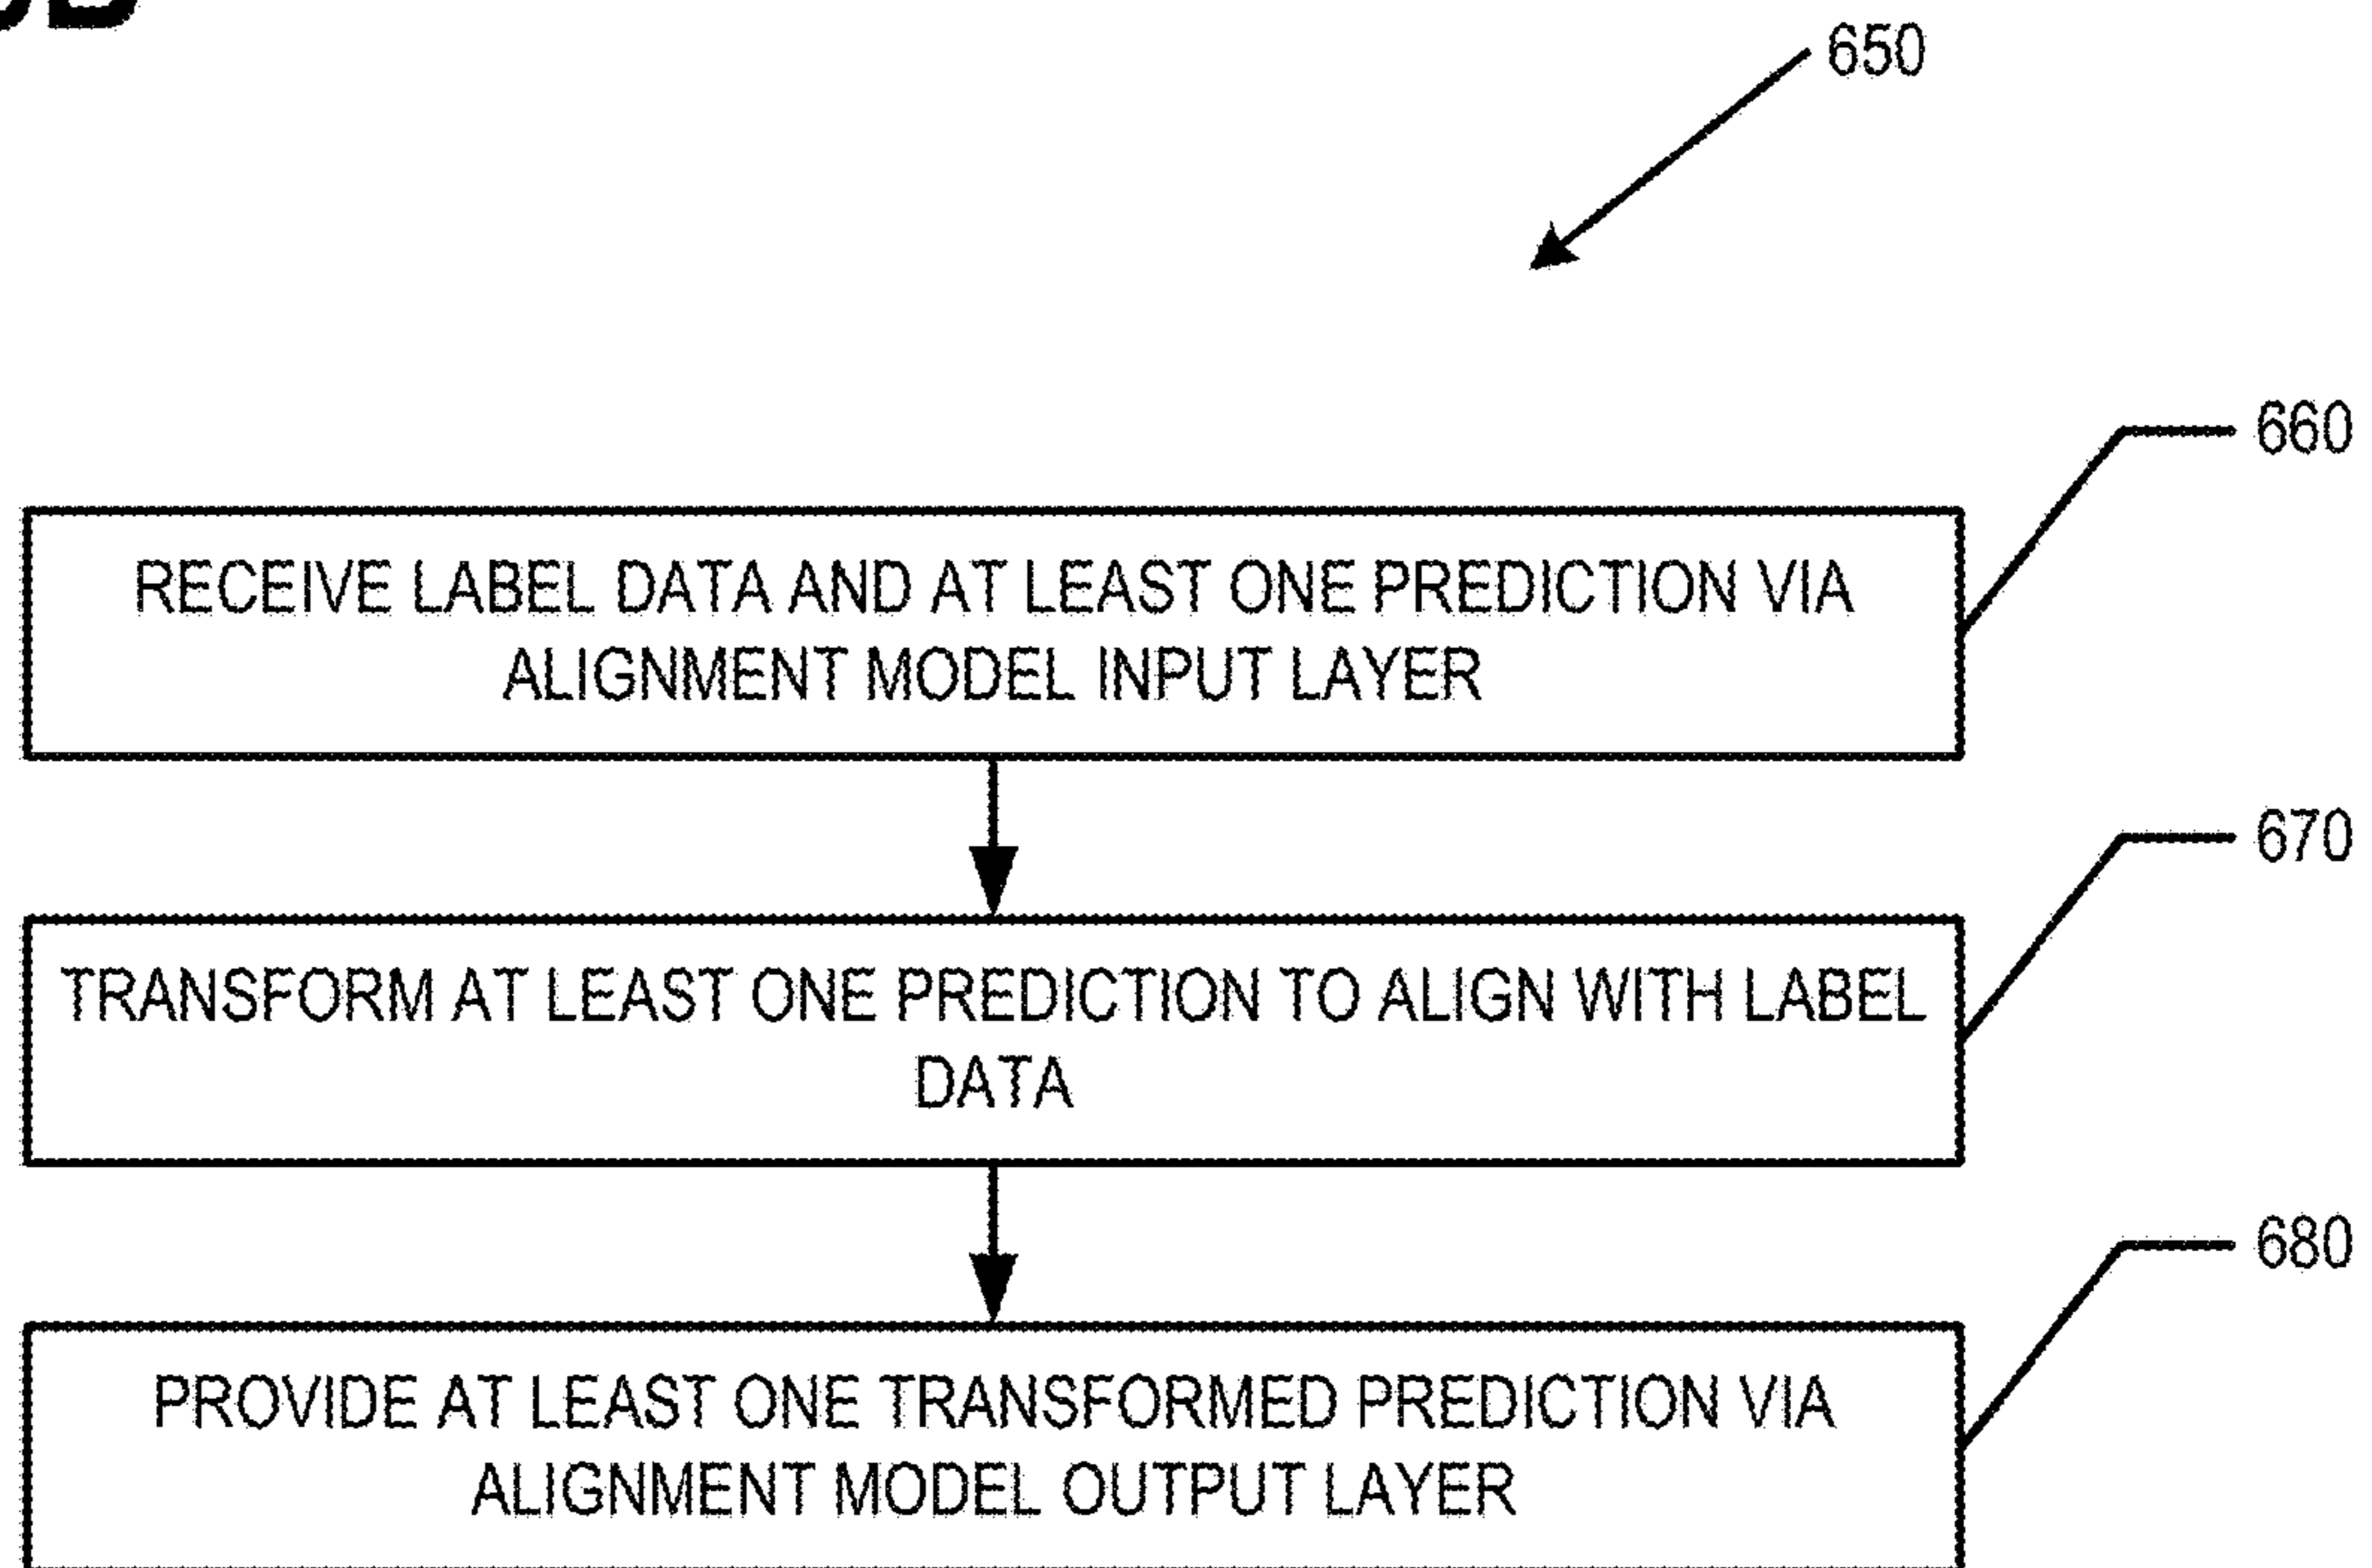 650
660
RECEIVE LABEL DATA AND AT LEAST ONE PREDICTION VIA
ALIGNMENT MODEL INPUT LAYER
670
TRANSFORM AT LEAST ONE PREDICTION TO ALIGN WITH LABEL
DATA
680
PROVIDE AT LEAST ONE TRANSFORMED PREDICTION VIA
ALIGNMENT MODEL OUTPUT LAYER